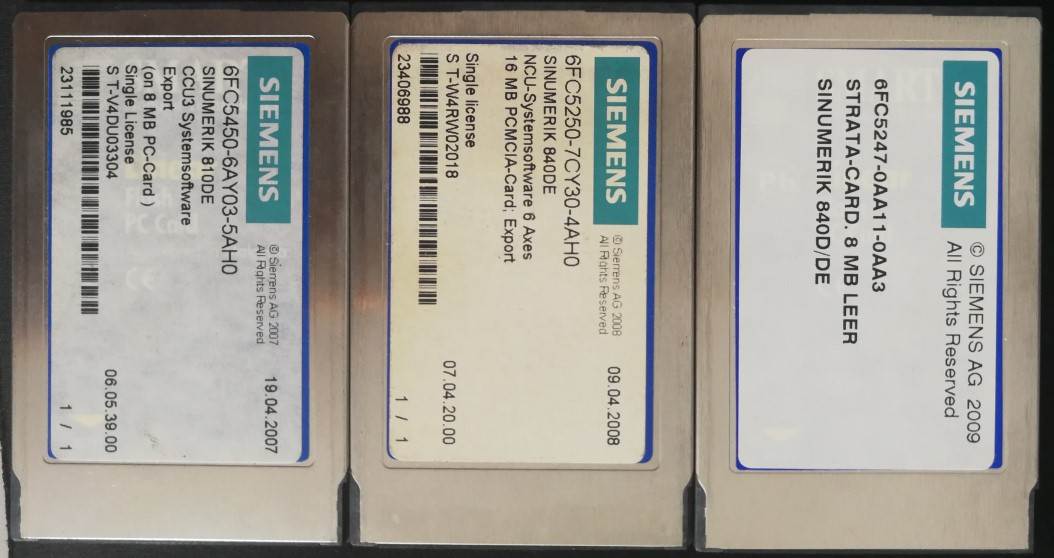 SIEMENS
© Siemens AG 2007
All Rights Reserved
19.04.2007
6FC5450-6AY03-5AH0
SINUMERIK 810DE
CCU3 Systemsoftware
Export
(on 8 MB PC-Card )
Single License
S T-V4DU03304
06.05.39.00
23111985
1 / 1
SIEMENS
© Siemens AG 2008
All Rights Reserved
09.04.2008
6FC5250-7CY30-4AH0
SINUMERIK 840DE
NCU-Systemsoftware 6 Axes
16 MB PCMCIA-Card; Export
Single license
S T-W4RW02018
07.04.20.00
23406988
1 / 1
SIEMENS
© SIEMENS AG 2009
All Rights Reserved
6FC5247-0AA11-0AA3
STRATA-CARD. 8 MB LEER
SINUMERIK 840D/DE